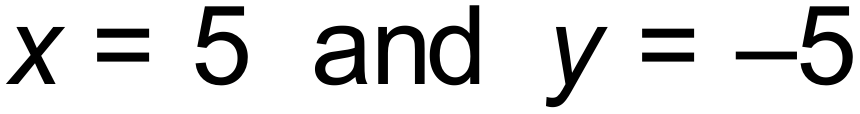 x = 5 and y = –5